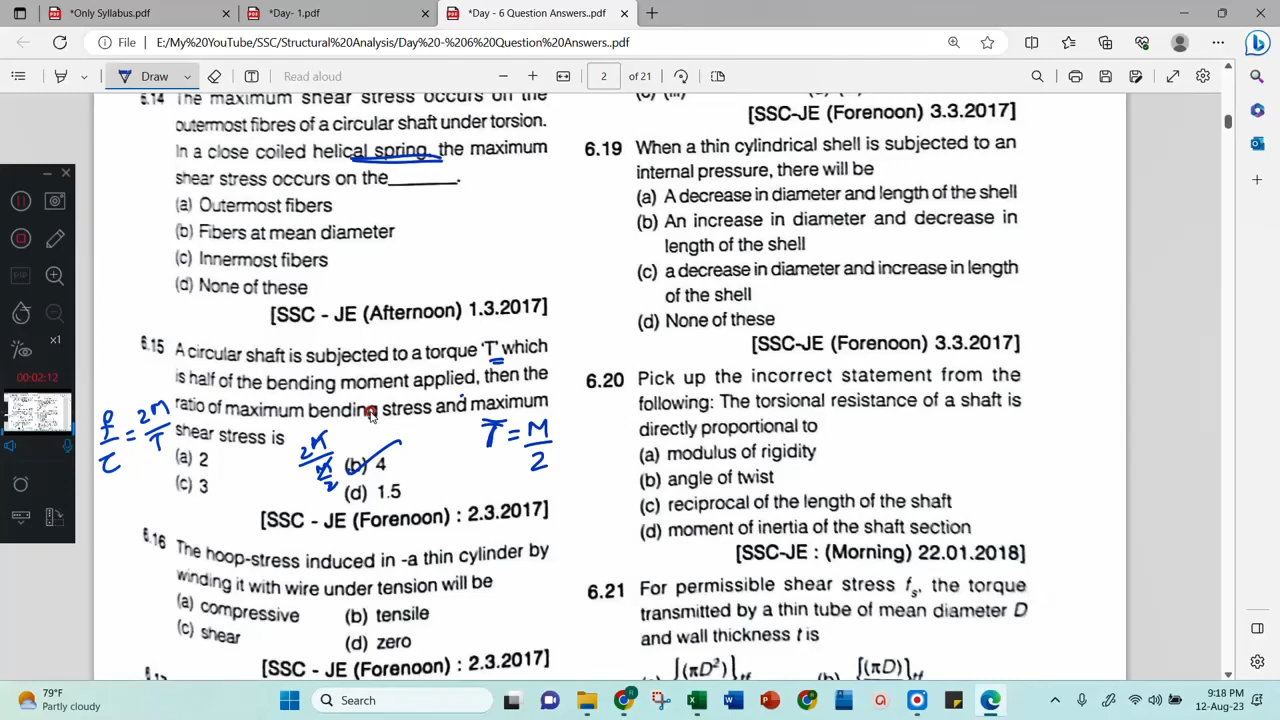 *Only Syllabus.pdf
*Day- 1.pdf
*Day - 6 Question Answers..pdf
File
E:/My%20YouTube/SSC/Structural%20Analysis/Day%20-%206%20Question%20Answers..pdf
Draw
Read aloud
2
of 21
6.14 The maximum shear stress occurs on the
outermost fibres of a circular shaft under torsion.
In a close coiled helical spring, the maximum
shear stress occurs on the_______.
(a) Outermost fibers
(b) Fibers at mean diameter
(c) Innermost fibers
(d) None of these
[SSC - JE (Afternoon) 1.3.2017]
6.15 A circular shaft is subjected to a torque 'T' which
is half of the bending moment applied, then the
ratio of maximum bending stress and maximum
shear stress is
(a) 2
(b) 4
(c) 3
(d) 1.5
f/τ = 2M/T
2M/(M/2)
T = M/2
[SSC - JE (Forenoon) : 2.3.2017]
6.16 The hoop-stress induced in -a thin cylinder by
winding it with wire under tension will be
(a) compressive
(b) tensile
(c) shear
(d) zero
[SSC - JE (Forenoon) : 2.3.2017]
[SSC-JE (Forenoon) 3.3.2017]
6.19 When a thin cylindrical shell is subjected to an
internal pressure, there will be
(a) A decrease in diameter and length of the shell
(b) An increase in diameter and decrease in
length of the shell
(c) a decrease in diameter and increase in length
of the shell
(d) None of these
[SSC-JE (Forenoon) 3.3.2017]
6.20 Pick up the incorrect statement from the
following: The torsional resistance of a shaft is
directly proportional to
(a) modulus of rigidity
(b) angle of twist
(c) reciprocal of the length of the shaft
(d) moment of inertia of the shaft section
[SSC-JE : (Morning) 22.01.2018]
6.21 For permissible shear stress fs, the torque
transmitted by a thin tube of mean diameter D
and wall thickness t is
(πD²)
(πD)
x1
00:02:12
79°F
Partly cloudy
Search
9:18 PM
12-Aug-23